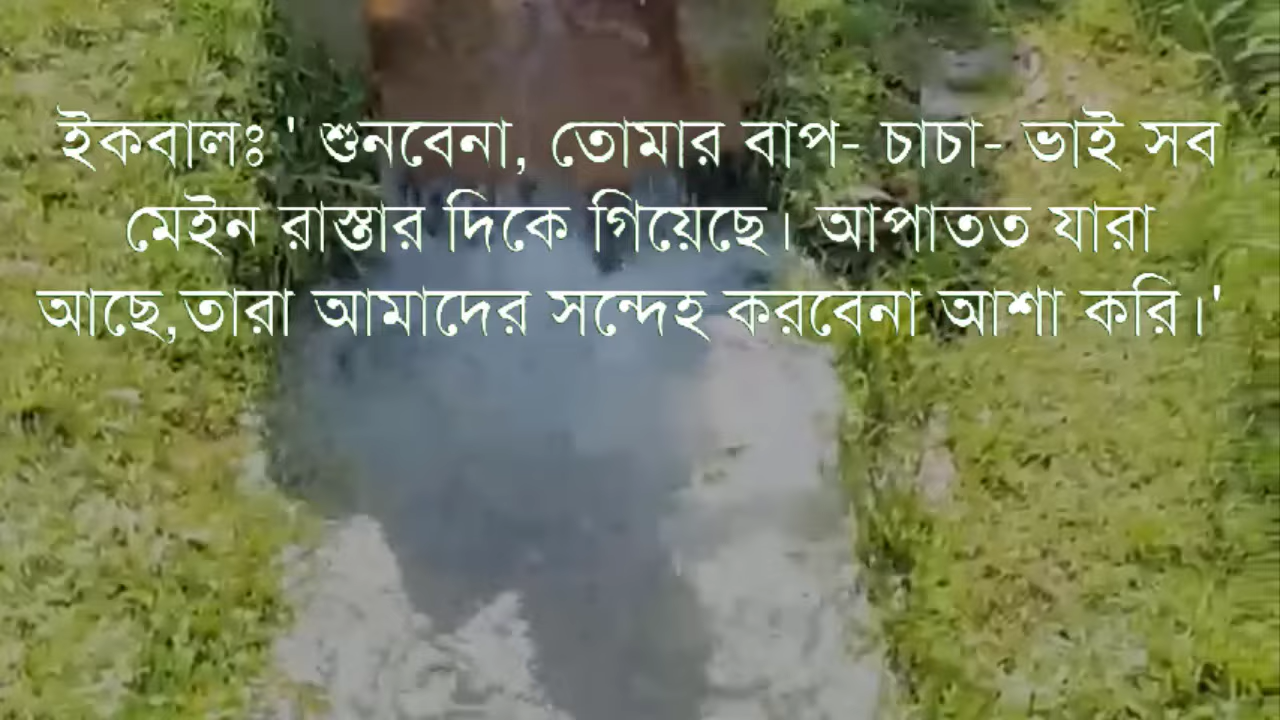 ইকবালঃ ' শুনবেনা, তোমার বাপ- চাচা- ভাই সব
মেইন রাস্তার দিকে গিয়েছে। আপাতত যারা
আছে,তারা আমাদের সন্দেহ করবেনা আশা করি।'